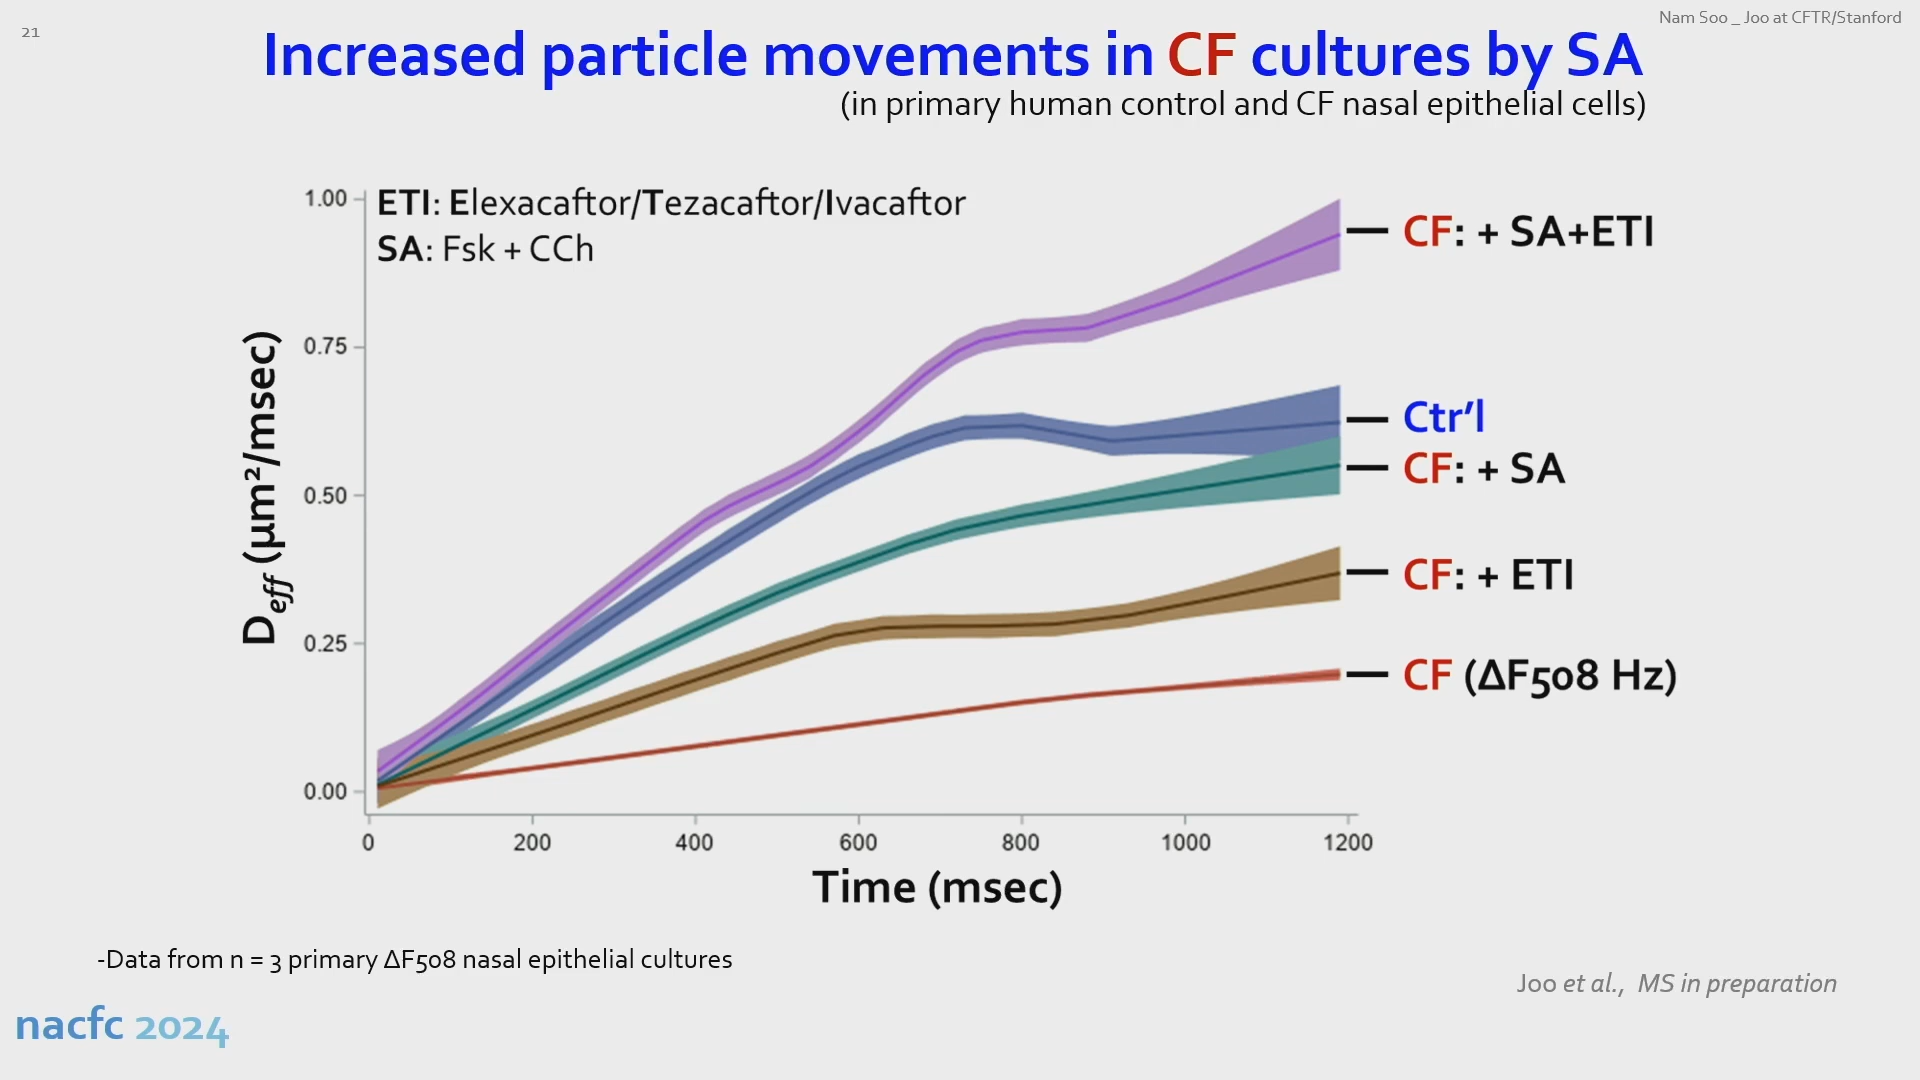 21
Nam Soo _ Joo at CFTR/Stanford
Increased particle movements in CF cultures by SA
(in primary human control and CF nasal epithelial cells)
ETI: Elexacaftor/Tezacaftor/Ivacaftor
SA: Fsk + CCh
1.00
0.75
0.50
0.25
0.00
Deff (µm²/msec)
CF: + SA+ETI
Ctr’l
CF: + SA
CF: + ETI
CF (ΔF508 Hz)
0 200 400 600 800 1000 1200
Time (msec)
-Data from n = 3 primary ΔF508 nasal epithelial cultures
Joo et al., MS in preparation
nacfc 2024